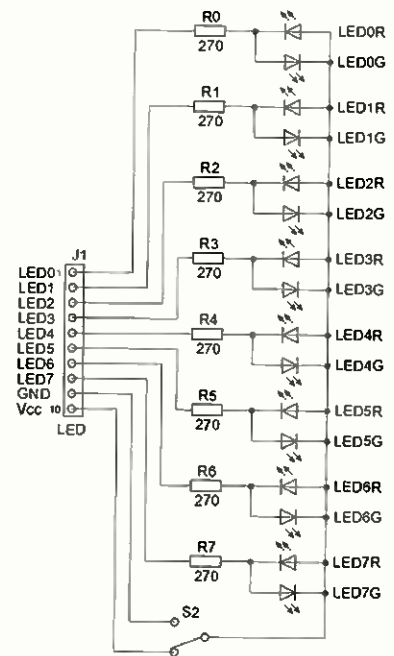 R0
270
LED0R
LED0G
R1
270
LED1R
LED1G
R2
270
LED2R
LED2G
R3
270
LED3R
LED3G
R4
270
LED4R
LED4G
R5
270
LED5R
LED5G
R6
270
LED6R
LED6G
R7
270
LED7R
LED7G
J1
LED0 1
LED1
LED2
LED3
LED4
LED5
LED6
LED7
GND
Vcc 10
LED
S2